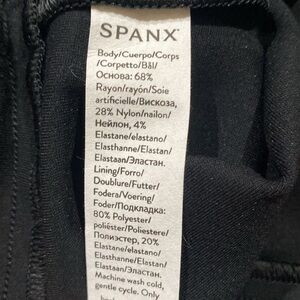 SPANX
Body/Cuerpo/Corps
/Corpetto/Bål/
Основа: 68%
Rayon/rayón/Soie
artificielle/Вискоза,
28% Nylon/nailon/
Нейлон, 4%
Elastane/elastano/
Elasthanne/Elastan/
Elastaan/Эластан.
Lining/Forro/
Doublure/Futter/
Fodera/Voering/
Foder/Подкладка:
80% Polyester/
poliéster/Poliestere/
Полиэстер, 20%
Elastane/elastano/
Elasthanne/Elastan/
Elastaan/Эластан.
Machine wash cold,
gentle cycle. Only